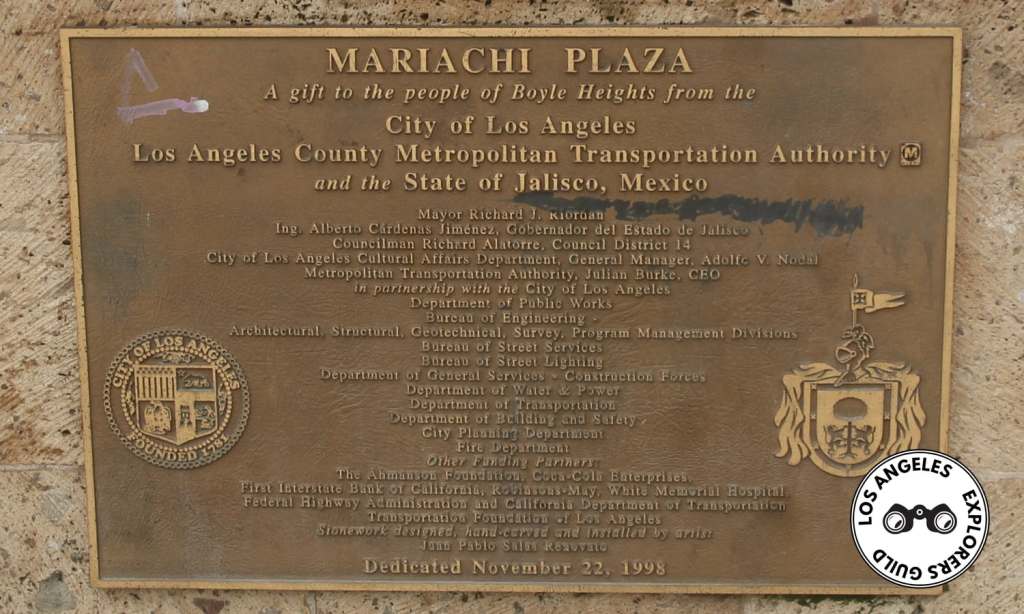 MARIACHI PLAZA
A gift to the people of Boyle Heights from the
City of Los Angeles
Los Angeles County Metropolitan Transportation Authority M
and the State of Jalisco, Mexico
Mayor Richard J. Riordan
Ing. Alberto Cárdenas Jiménez, Gobernador del Estado de Jalisco
Councilman Richard Alatorre, Council District 14
City of Los Angeles Cultural Affairs Department, General Manager, Adolfo V. Nodal
Metropolitan Transportation Authority, Julian Burke, CEO
in partnership with the City of Los Angeles
Department of Public Works
Bureau of Engineering -
Architectural, Structural, Geotechnical, Survey, Program Management Divisions
Bureau of Street Services
Bureau of Street Lighting
Department of General Services - Construction Forces
Department of Water & Power
Department of Transportation
Department of Building and Safety
City Planning Department
Fire Department
Other Funding Partners:
The Ahmanson Foundation, Coca-Cola Enterprises,
First Interstate Bank of California, Robinsons-May, White Memorial Hospital,
Federal Highway Administration and California Department of Transportation
Transportation Foundation of Los Angeles
Stonework designed, hand-carved and installed by artist
Juan Pablo Salas
Dedicated November 22, 1998
CITY OF LOS ANGELES
FOUNDED 1781
LOS ANGELES EXPLORERS GUILD